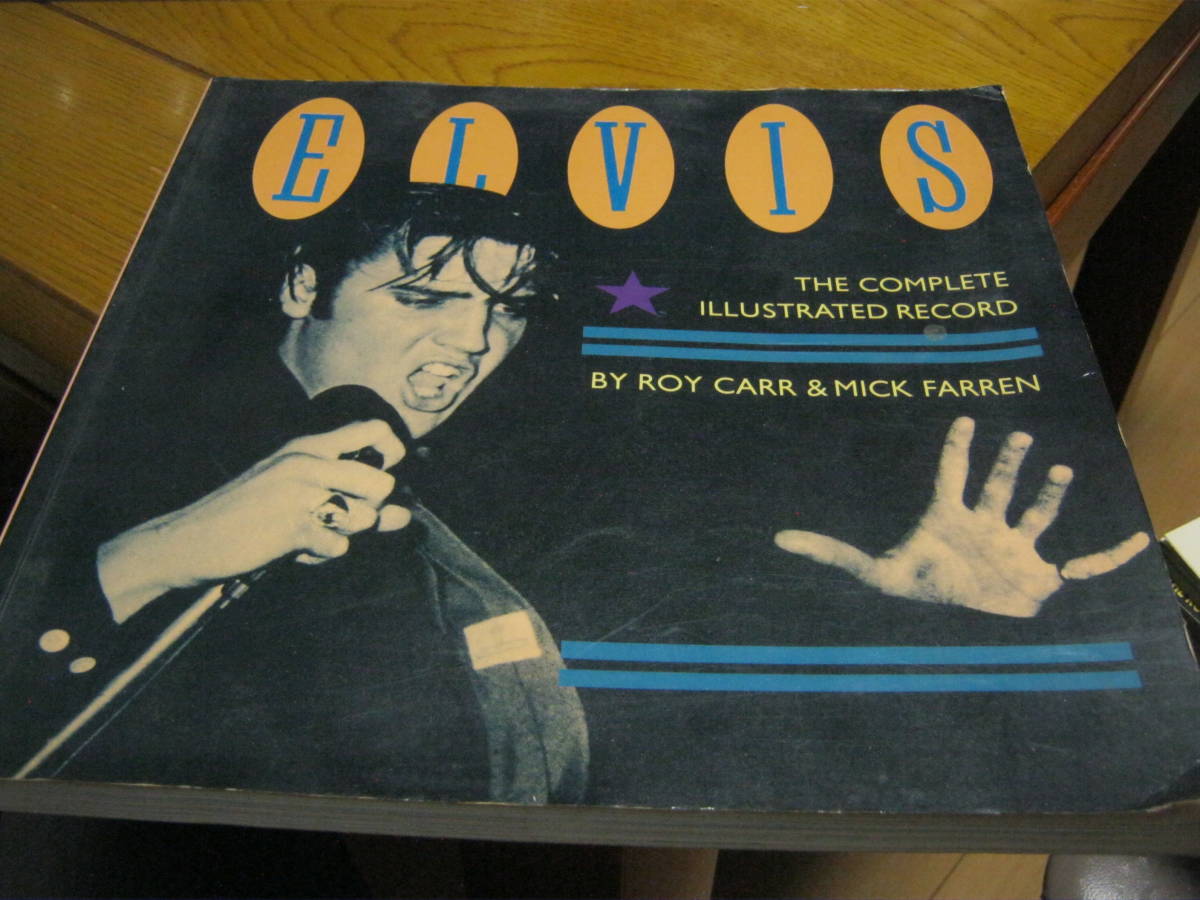 ELVIS
THE COMPLETE
ILLUSTRATED RECORD
BY ROY CARR & MICK FARREN